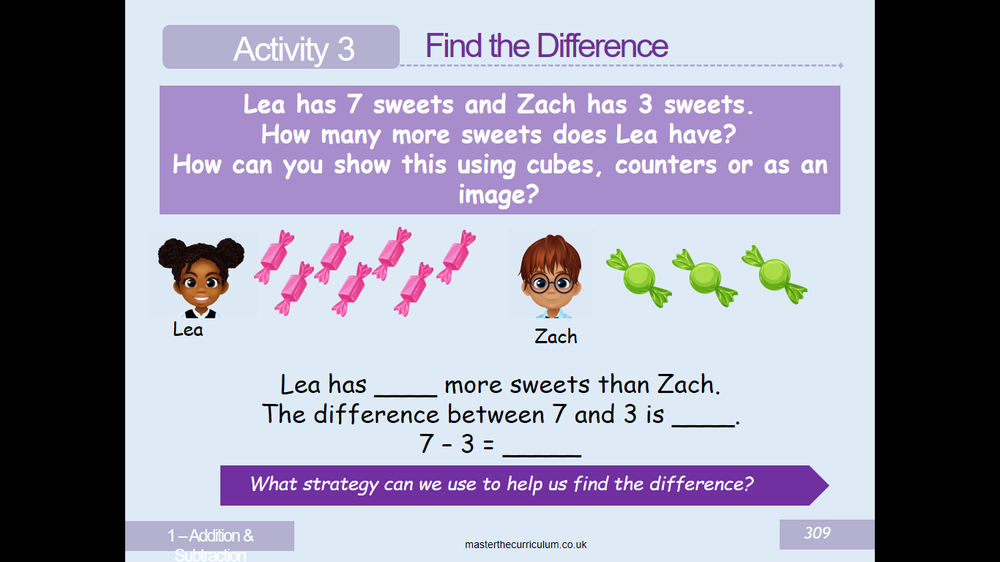 Activity 3
Find the Difference
Lea has 7 sweets and Zach has 3 sweets.
How many more sweets does Lea have?
How can you show this using cubes, counters or as an
image?
Lea
Zach
Lea has ____ more sweets than Zach.
The difference between 7 and 3 is ____.
7 – 3 = _____
What strategy can we use to help us find the difference?
1 – Addition &
Subtraction
masterthecurriculum.co.uk
309